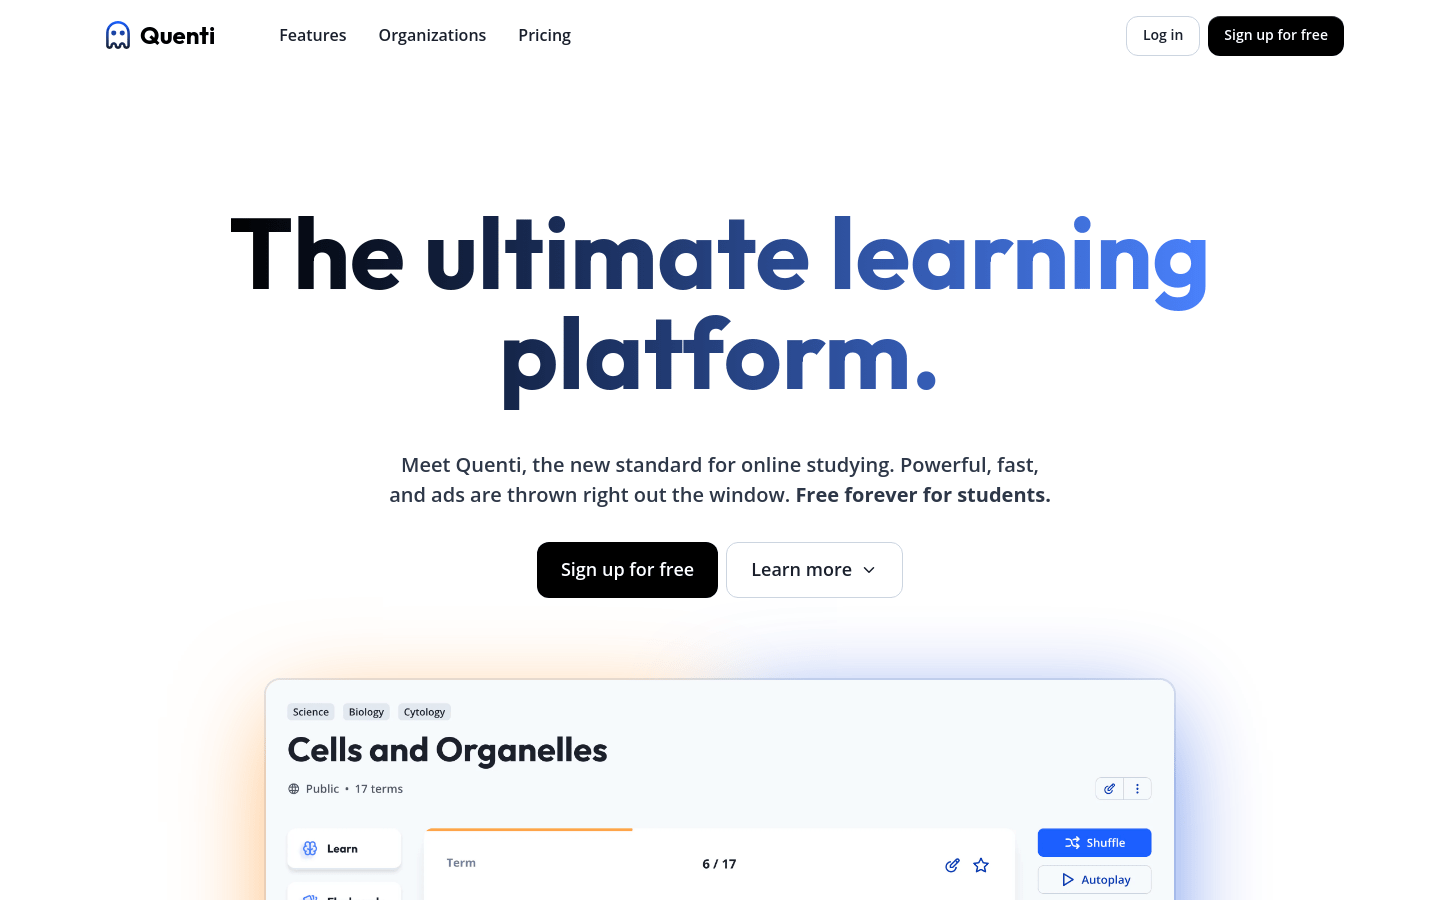 Quenti
Features
Organizations
Pricing
Log in
Sign up for free
The ultimate learning
platform.
Meet Quenti, the new standard for online studying. Powerful, fast,
and ads are thrown right out the window. Free forever for students.
Sign up for free
Learn more
Science
Biology
Cytology
Cells and Organelles
Public • 17 terms
Learn
Term
6 / 17
Shuffle
Autoplay